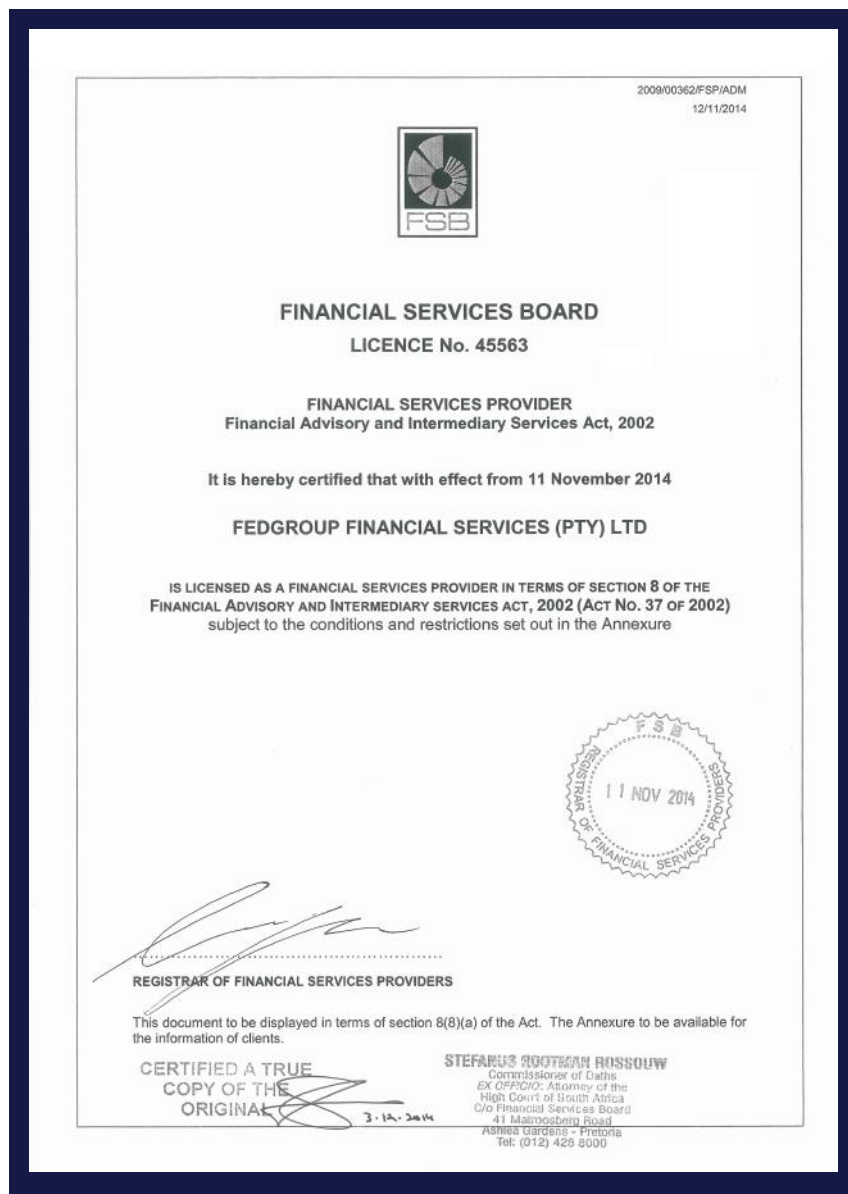 2009/00362/FSP/ADM
12/11/2014
FSB
FINANCIAL SERVICES BOARD
LICENCE No. 45563
FINANCIAL SERVICES PROVIDER
Financial Advisory and Intermediary Services Act, 2002
It is hereby certified that with effect from 11 November 2014
FEDGROUP FINANCIAL SERVICES (PTY) LTD
IS LICENSED AS A FINANCIAL SERVICES PROVIDER IN TERMS OF SECTION 8 OF THE
FINANCIAL ADVISORY AND INTERMEDIARY SERVICES ACT, 2002 (ACT NO. 37 OF 2002)
subject to the conditions and restrictions set out in the Annexure
FSB
REGISTRAR OF FINANCIAL SERVICES PROVIDERS
11 NOV 2014
REGISTRAR OF FINANCIAL SERVICES PROVIDERS
This document to be displayed in terms of section 8(8)(a) of the Act. The Annexure to be available for
the information of clients.
CERTIFIED A TRUE
COPY OF THE
ORIGINAL
3-12-2014
STEFANUS ROOTMAN ROSSOUW
Commissioner of Oaths
EX OFFICIO: Attorney of the
High Court of South Africa
C/o Financial Services Board
41 Matroosberg Road
Ashlea Gardens - Pretoria
Tel: (012) 428 8000